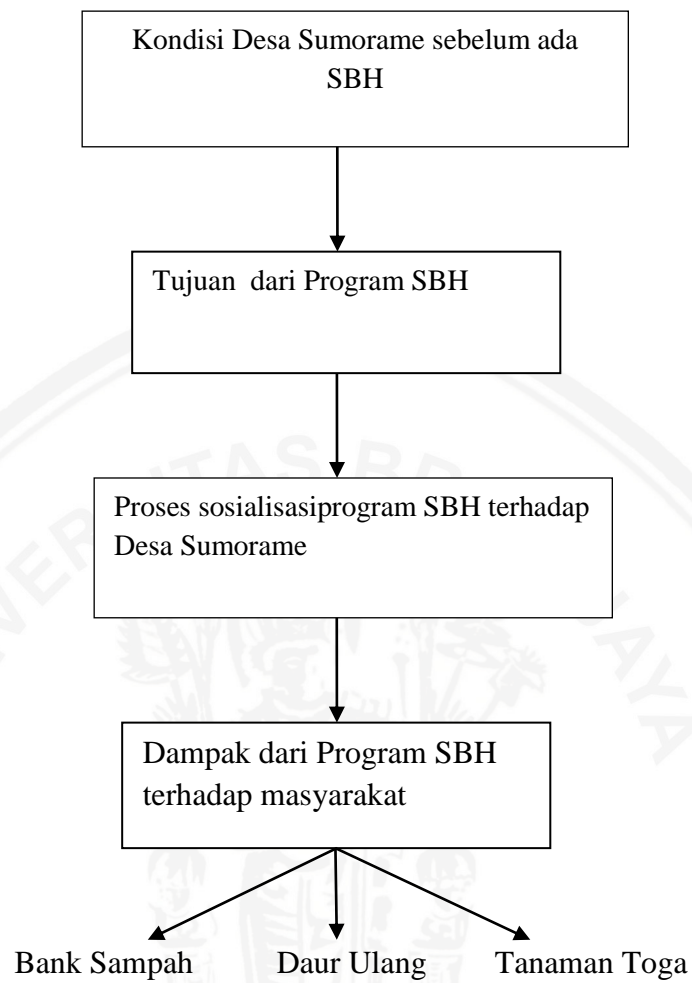 Kondisi Desa Sumorame sebelum ada
SBH
Tujuan dari Program SBH
Proses sosialisasiprogram SBH terhadap
Desa Sumorame
Dampak dari Program SBH
terhadap masyarakat
Bank Sampah
Daur Ulang
Tanaman Toga